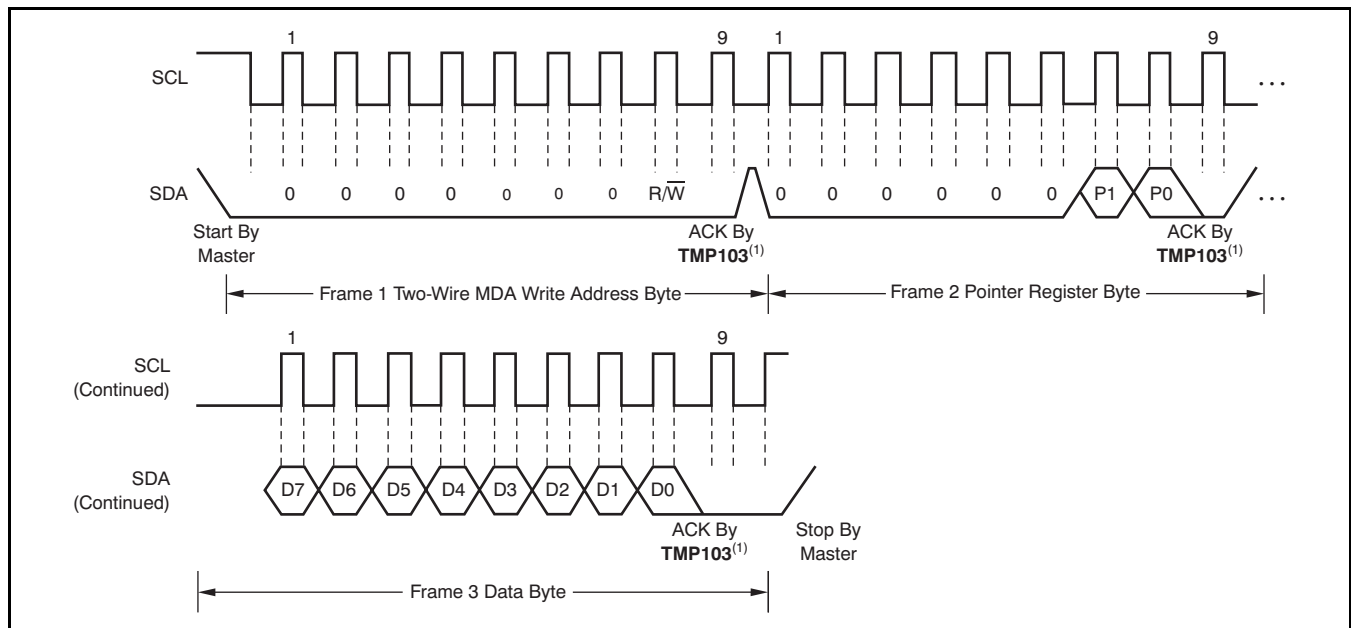 1 9 1 9
SCL ...
SDA 0 0 0 0 0 0 0 R/W̅ 0 0 0 0 0 0 P1 P0 ...
Start By Master
ACK By TMP103(1)
ACK By TMP103(1)
Frame 1 Two-Wire MDA Write Address Byte
Frame 2 Pointer Register Byte
1 9
SCL (Continued)
SDA (Continued)
D7 D6 D5 D4 D3 D2 D1 D0
ACK By TMP103(1)
Stop By Master
Frame 3 Data Byte